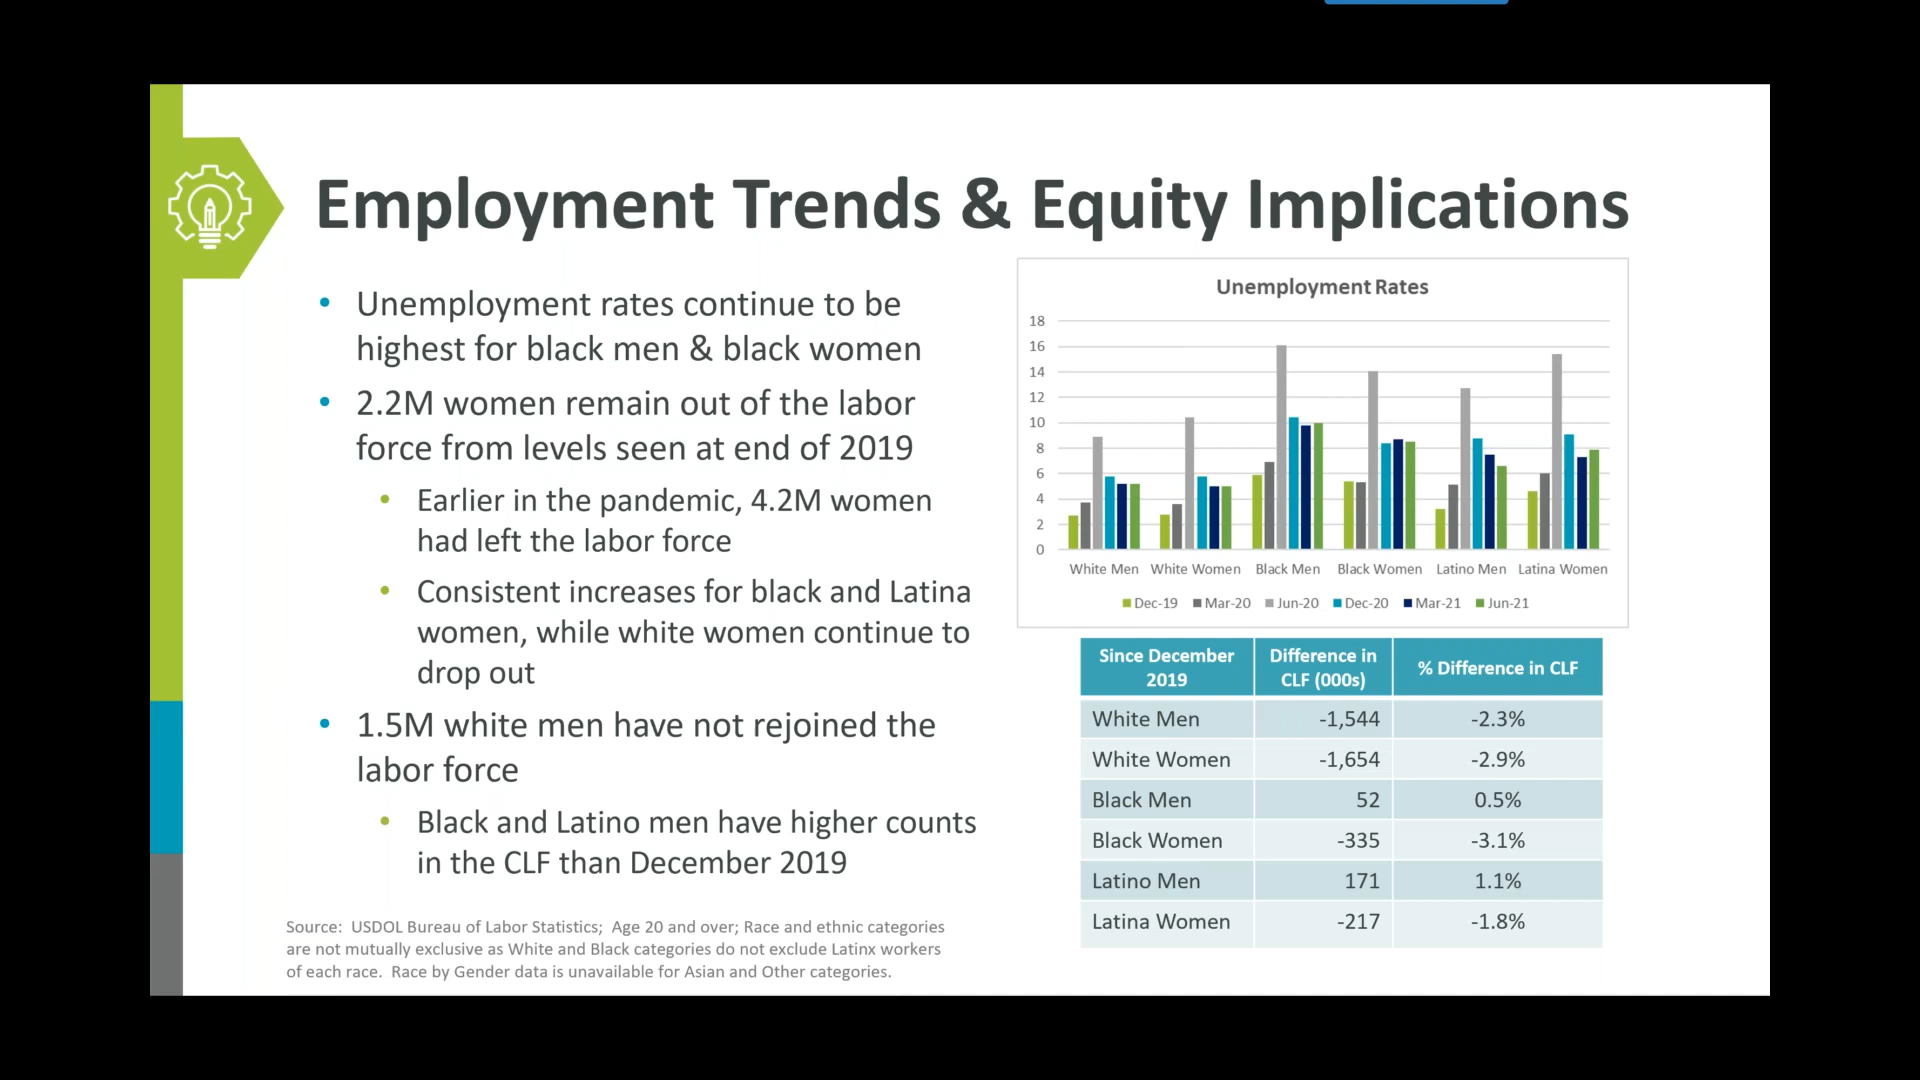 Employment Trends & Equity Implications
• Unemployment rates continue to be
highest for black men & black women
• 2.2M women remain out of the labor
force from levels seen at end of 2019
• Earlier in the pandemic, 4.2M women
had left the labor force
• Consistent increases for black and Latina
women, while white women continue to
drop out
• 1.5M white men have not rejoined the
labor force
• Black and Latino men have higher counts
in the CLF than December 2019
Source: USDOL Bureau of Labor Statistics; Age 20 and over; Race and ethnic categories
are not mutually exclusive as White and Black categories do not exclude Latinx workers
of each race. Race by Gender data is unavailable for Asian and Other categories.
Unemployment Rates
18
16
14
12
10
8
6
4
2
0
White Men White Women Black Men Black Women Latino Men Latina Women
Dec-19 Mar-20 Jun-20 Dec-20 Mar-21 Jun-21
Since December 2019 Difference in CLF (000s) % Difference in CLF
White Men -1,544 -2.3%
White Women -1,654 -2.9%
Black Men 52 0.5%
Black Women -335 -3.1%
Latino Men 171 1.1%
Latina Women -217 -1.8%